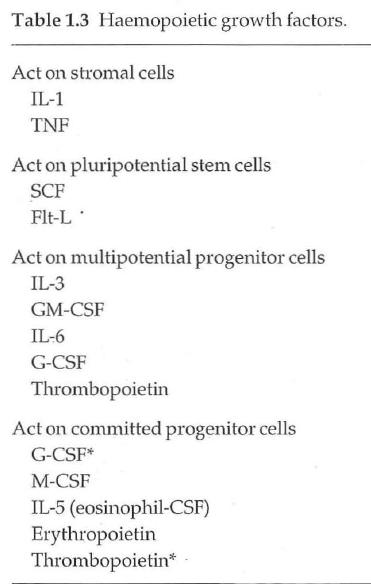 Table 1.3 Haemopoietic growth factors.
Act on stromal cells
IL-1
TNF
Act on pluripotential stem cells
SCF
Flt-L
Act on multipotential progenitor cells
IL-3
GM-CSF
IL-6
G-CSF
Thrombopoietin
Act on committed progenitor cells
G-CSF*
M-CSF
IL-5 (eosinophil-CSF)
Erythropoietin
Thrombopoietin*